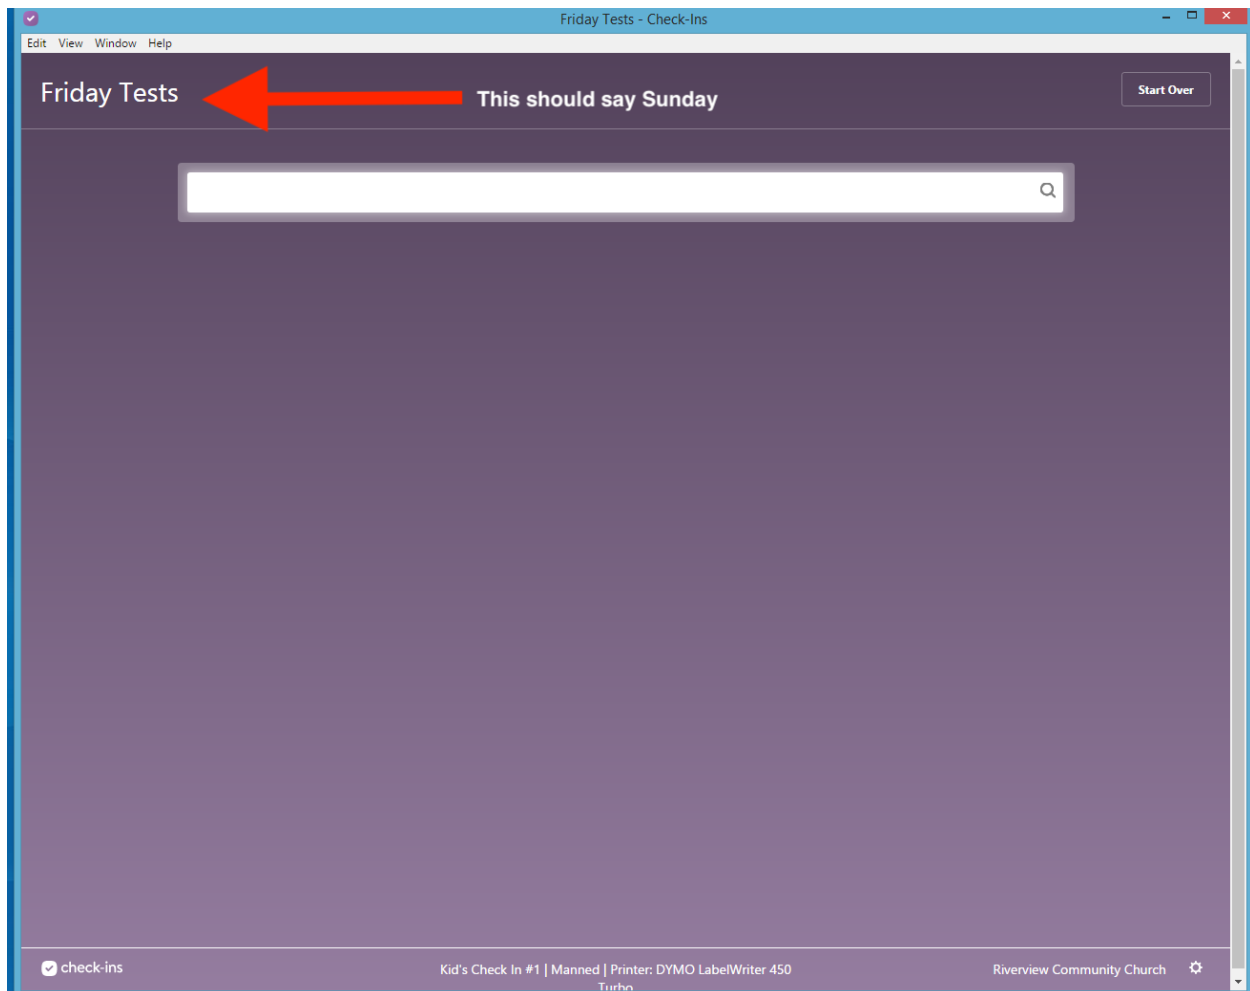 Friday Tests - Check-Ins
Edit View Window Help
Friday Tests
This should say Sunday
Start Over
check-ins
Kid's Check In #1 | Manned | Printer: DYMO LabelWriter 450
Turbo
Riverview Community Church